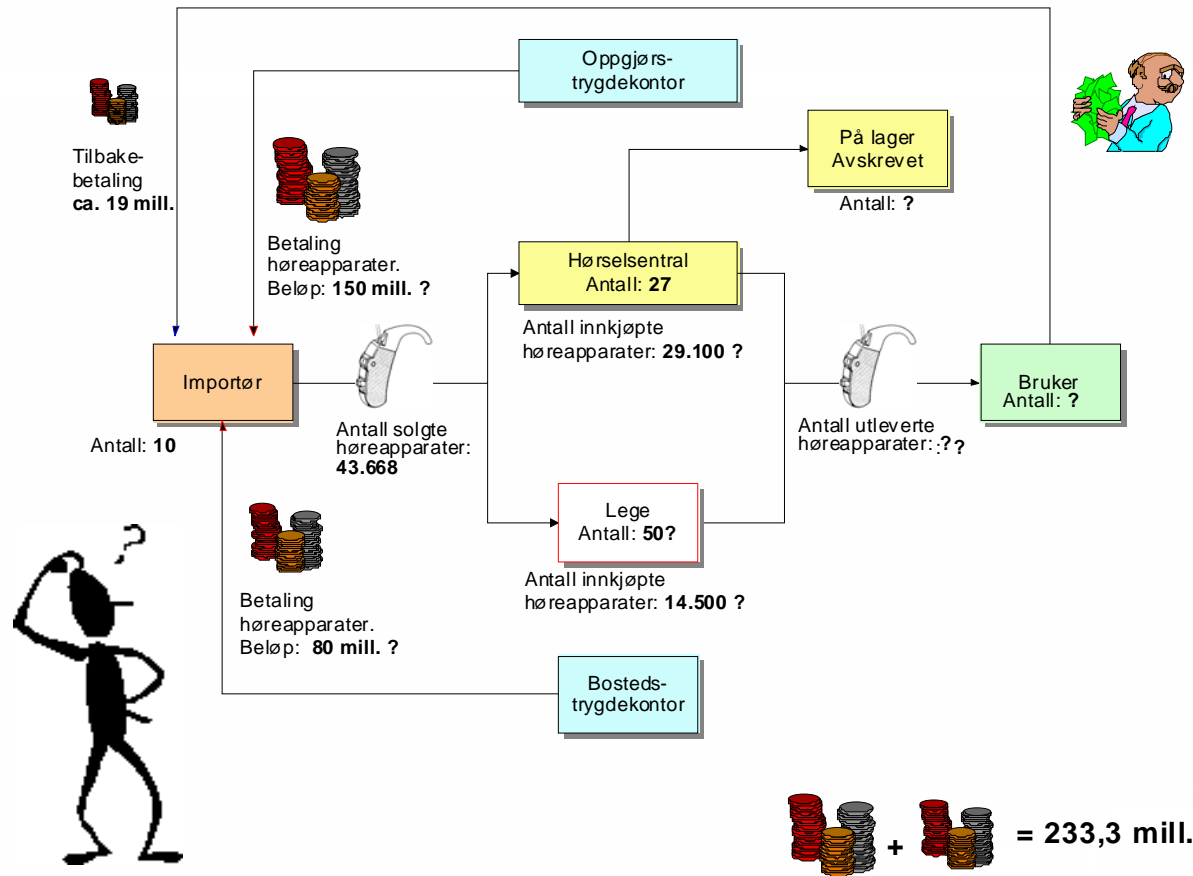 Oppgjørs-
trygdekontor
Tilbake-
betaling
ca. 19 mill.
På lager
Avskrevet
Antall: ?
Betaling
høreapparater.
Beløp: 150 mill. ?
Hørselsentral
Antall: 27
Antall innkjøpte
høreapparater: 29.100 ?
Importør
Antall: 10
Antall solgte
høreapparater:
43.668
Bruker
Antall: ?
Antall utleverte
høreapparater: :? ?
Lege
Antall: 50?
Antall innkjøpte
høreapparater: 14.500 ?
?
Betaling
høreapparater.
Beløp: 80 mill. ?
Bosteds-
trygdekontor
+ = 233,3 mill.